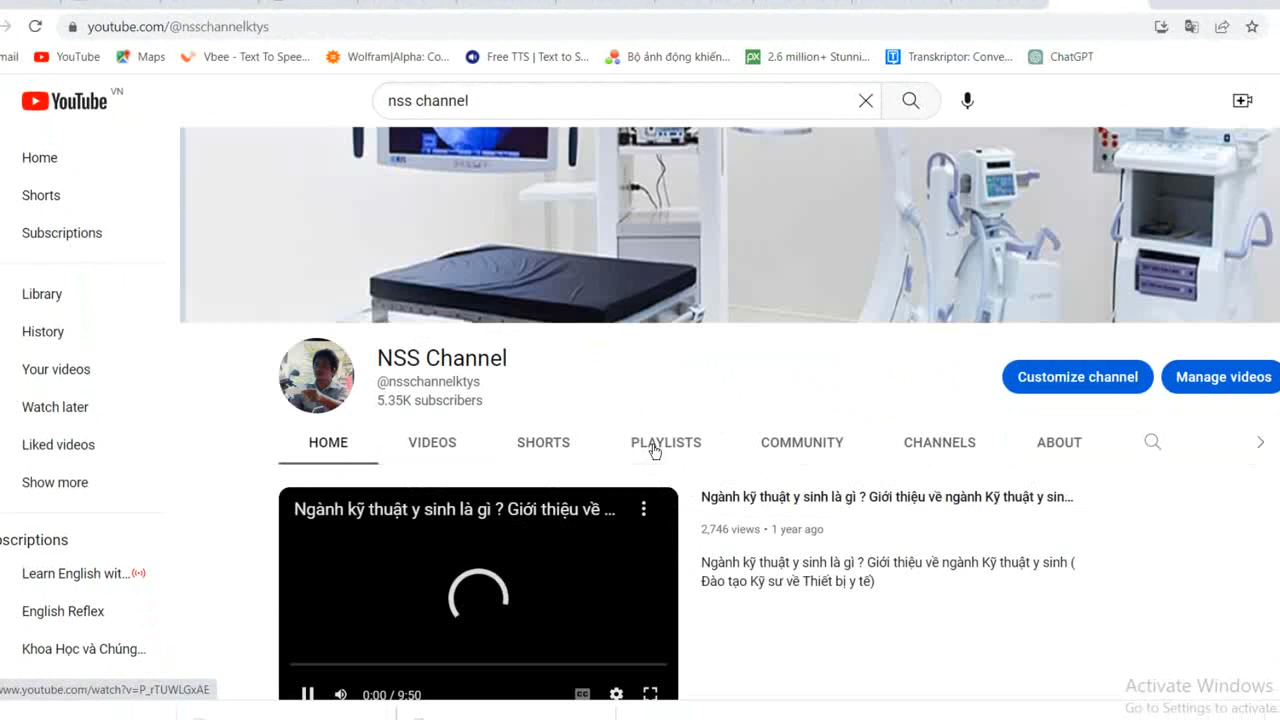 youtube.com/@nsschannelktys
mail YouTube Maps Vbee - Text To Spee... Wolfram|Alpha: Co... Free TTS | Text to S... Bộ ảnh động khiến... 2.6 million+ Stunni... Transkriptor: Conve... ChatGPT
YouTube VN
nss channel
Home
Shorts
Subscriptions
Library
History
Your videos
Watch later
Liked videos
Show more
bscriptions
Learn English wit...
English Reflex
Khoa Học và Chúng...
NSS Channel
@nsschannelktys
5.35K subscribers
Customize channel
Manage videos
HOME VIDEOS SHORTS PLAYLISTS COMMUNITY CHANNELS ABOUT
Ngành kỹ thuật y sinh là gì ? Giới thiệu về ...
0:00 / 9:50
Ngành kỹ thuật y sinh là gì ? Giới thiệu về ngành Kỹ thuật y sin...
2,746 views • 1 year ago
Ngành kỹ thuật y sinh là gì ? Giới thiệu về ngành Kỹ thuật y sinh (
Đào tạo Kỹ sư về Thiết bị y tế)
www.youtube.com/watch?v=P_rTUWLGxAE
Activate Windows
Go to Settings to activate